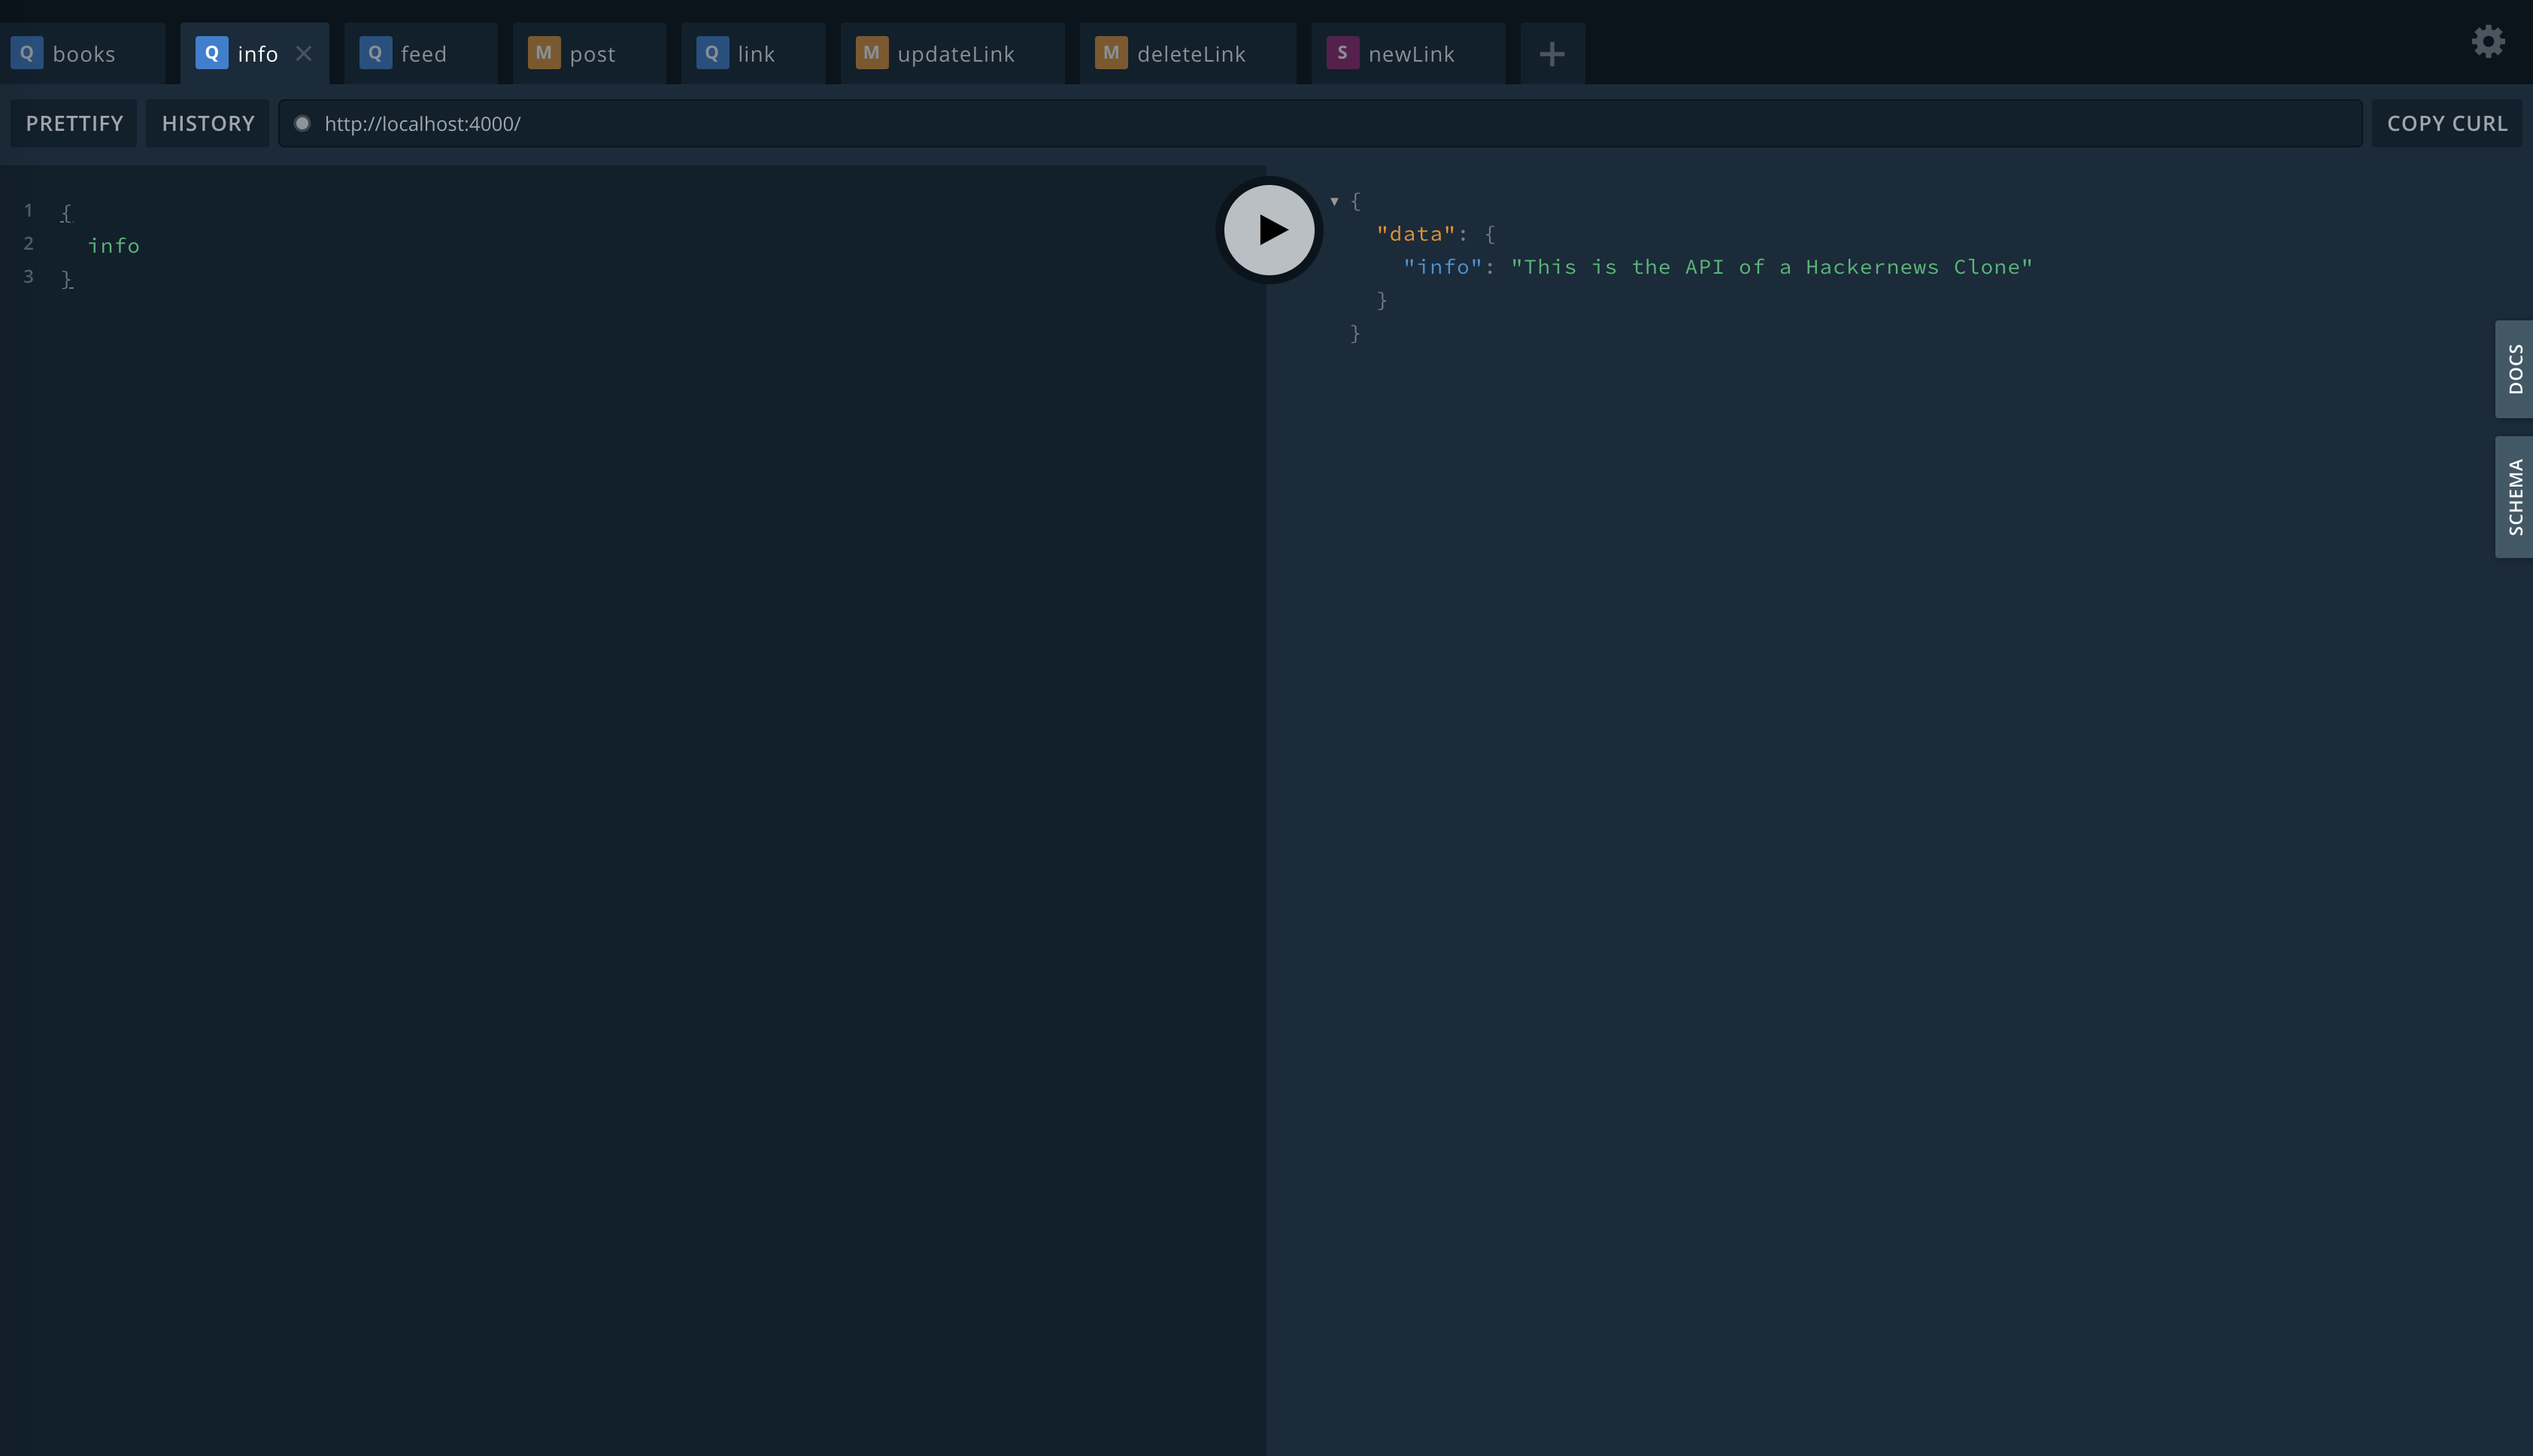 Q books Q info Q feed M post Q link M updateLink M deleteLink S newLink
PRETTIFY HISTORY http://localhost:4000/ COPY CURL
1 {
2 info
3 }
{
"data": {
"info": "This is the API of a Hackernews Clone"
}
}
DOCS
SCHEMA